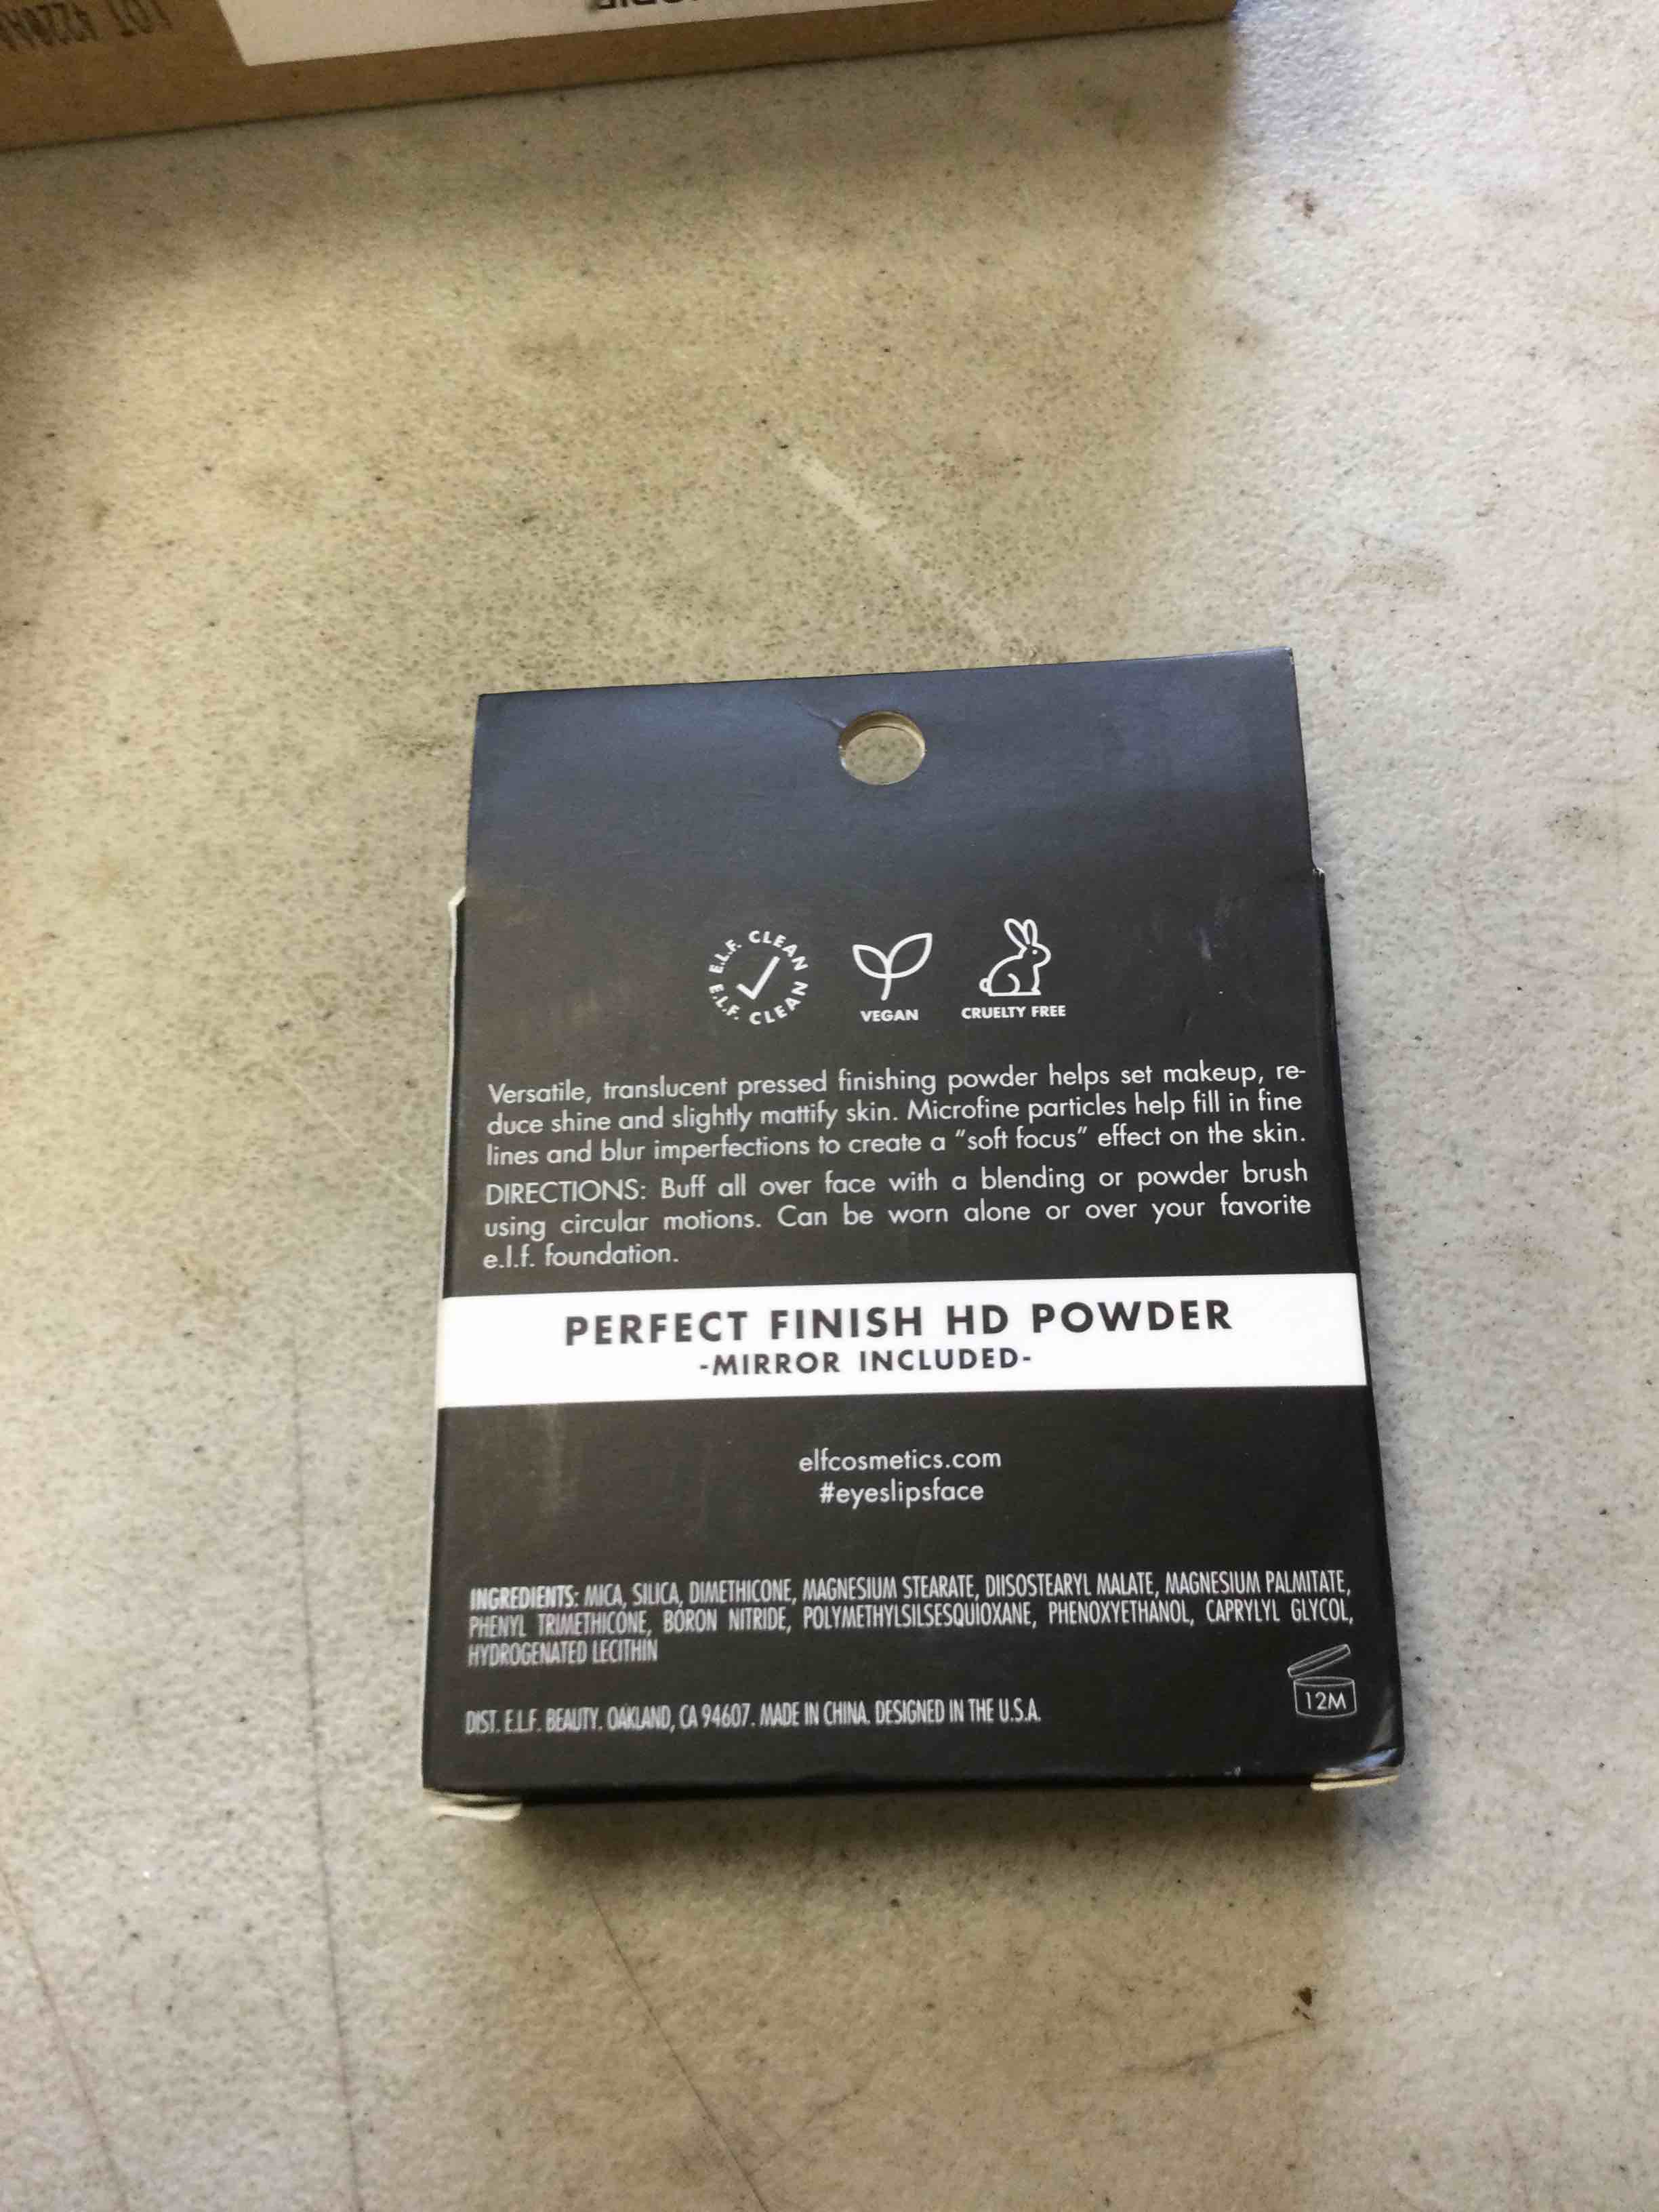 LOT
E.L.F. CLEAN
E.L.F. CLEAN
VEGAN
CRUELTY FREE
Versatile, translucent pressed finishing powder helps set makeup, re-
duce shine and slightly mattify skin. Microfine particles help fill in fine
lines and blur imperfections to create a “soft focus” effect on the skin.
DIRECTIONS: Buff all over face with a blending or powder brush
using circular motions. Can be worn alone or over your favorite
e.l.f. foundation.
PERFECT FINISH HD POWDER
-MIRROR INCLUDED-
elfcosmetics.com
#eyeslipsface
INGREDIENTS: MICA, SILICA, DIMETHICONE, MAGNESIUM STEARATE, DIISOSTEARYL MALATE, MAGNESIUM PALMITATE,
PHENYL TRIMETHICONE, BORON NITRIDE, POLYMETHYLSILSESQUIOXANE, PHENOXYETHANOL, CAPRYLYL GLYCOL,
HYDROGENATED LECITHIN
12M
DIST. E.L.F. BEAUTY. OAKLAND, CA 94607. MADE IN CHINA. DESIGNED IN THE U.S.A.